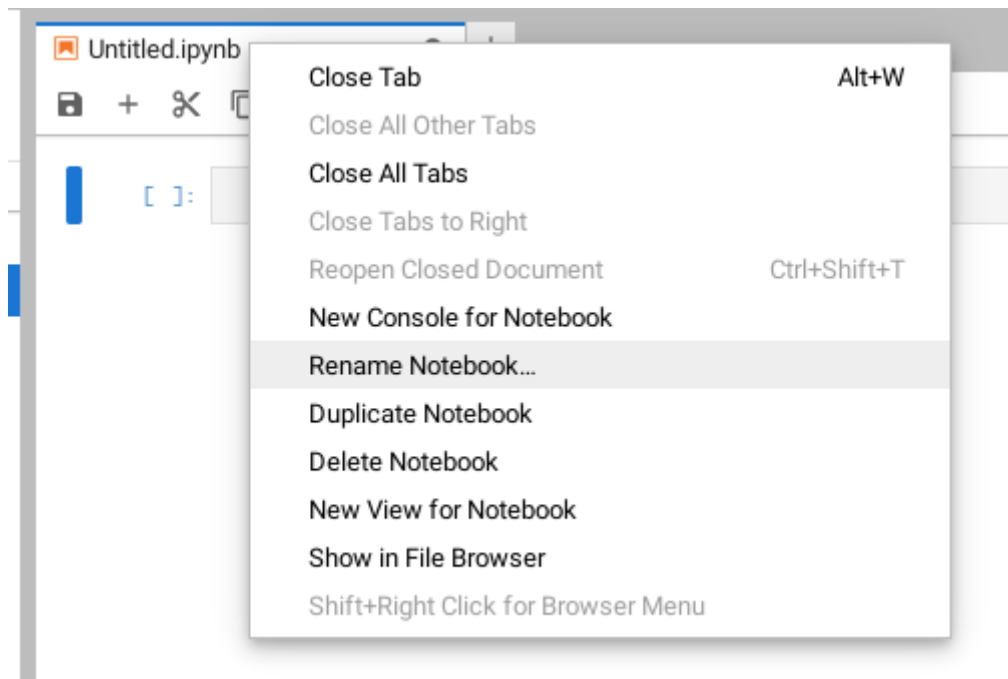 Untitled.ipynb
Close Tab Alt+W
Close All Other Tabs
Close All Tabs
Close Tabs to Right
Reopen Closed Document Ctrl+Shift+T
New Console for Notebook
Rename Notebook…
Duplicate Notebook
Delete Notebook
New View for Notebook
Show in File Browser
Shift+Right Click for Browser Menu
[ ]: